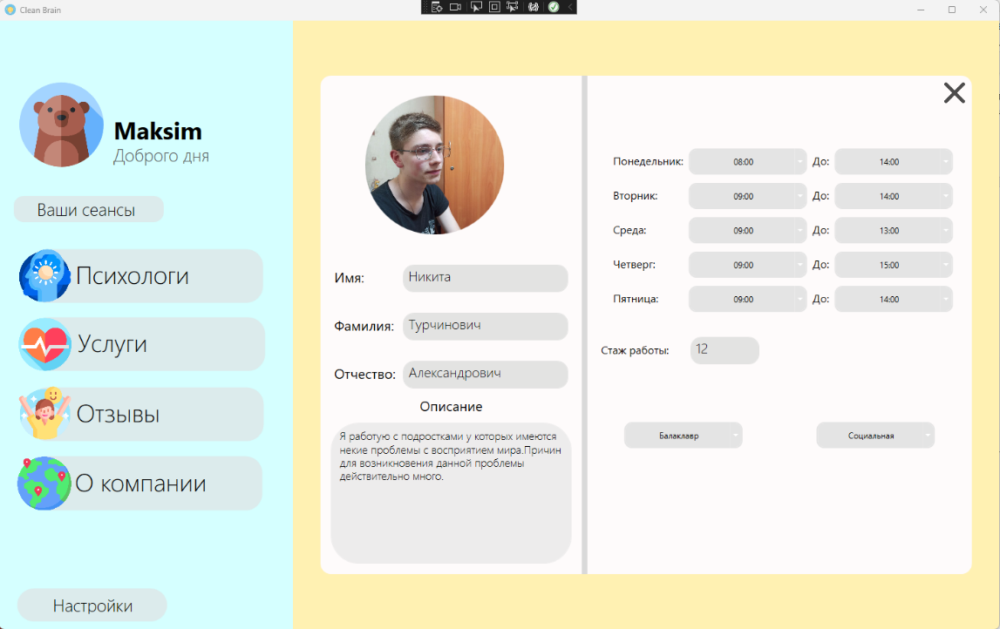 Clean Brain
Maksim
Доброго дня
Ваши сеансы
Психологи
Услуги
Отзывы
О компании
Настройки
Имя: Никита
Фамилия: Турчинович
Отчество: Александрович
Описание
Я работую с подростками у которых имеются
некие проблемы с восприятием мира.Причин
для возникновения данной проблемы
действительно много.
Понедельник: 08:00 До: 14:00
Вторник: 09:00 До: 14:00
Среда: 09:00 До: 13:00
Четверг: 09:00 До: 15:00
Пятница: 09:00 До: 14:00
Стаж работы: 12
Балаклавр Социальная